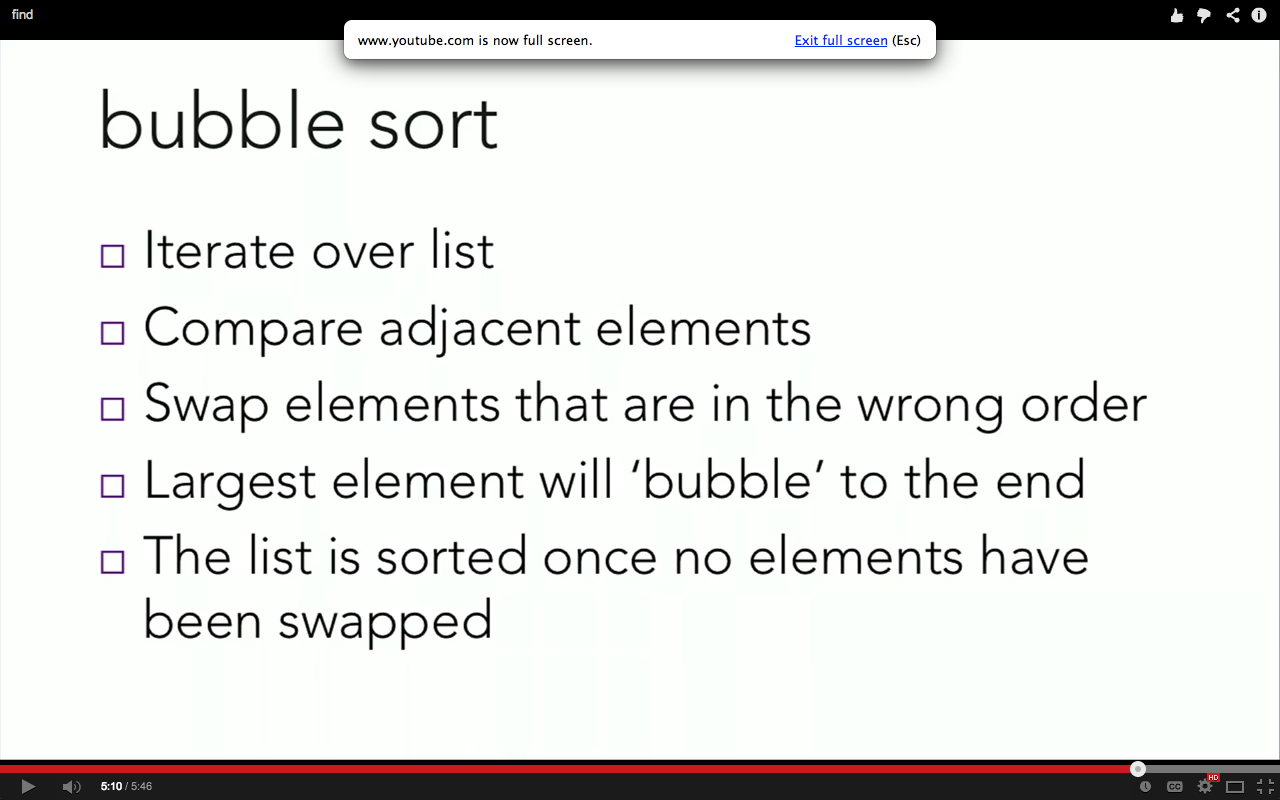 find
www.youtube.com is now full screen. Exit full screen (Esc)
bubble sort
Iterate over list
Compare adjacent elements
Swap elements that are in the wrong order
Largest element will ‘bubble’ to the end
The list is sorted once no elements have
been swapped
5:10 / 5:46
CC
HD